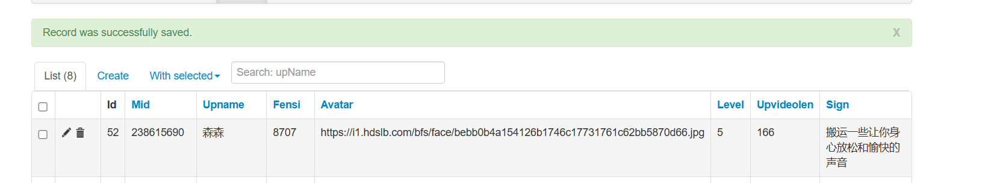 Record was successfully saved.
X
List (8) Create With selected Search: upName
Id Mid Upname Fensi Avatar Level Upvideolen Sign
52 238615690 森森 8707 https://i1.hdslb.com/bfs/face/bebb0b4a154126b1746c17731761c62bb5870d66.jpg 5 166 搬运一些让你身
心放松和愉快的
声音